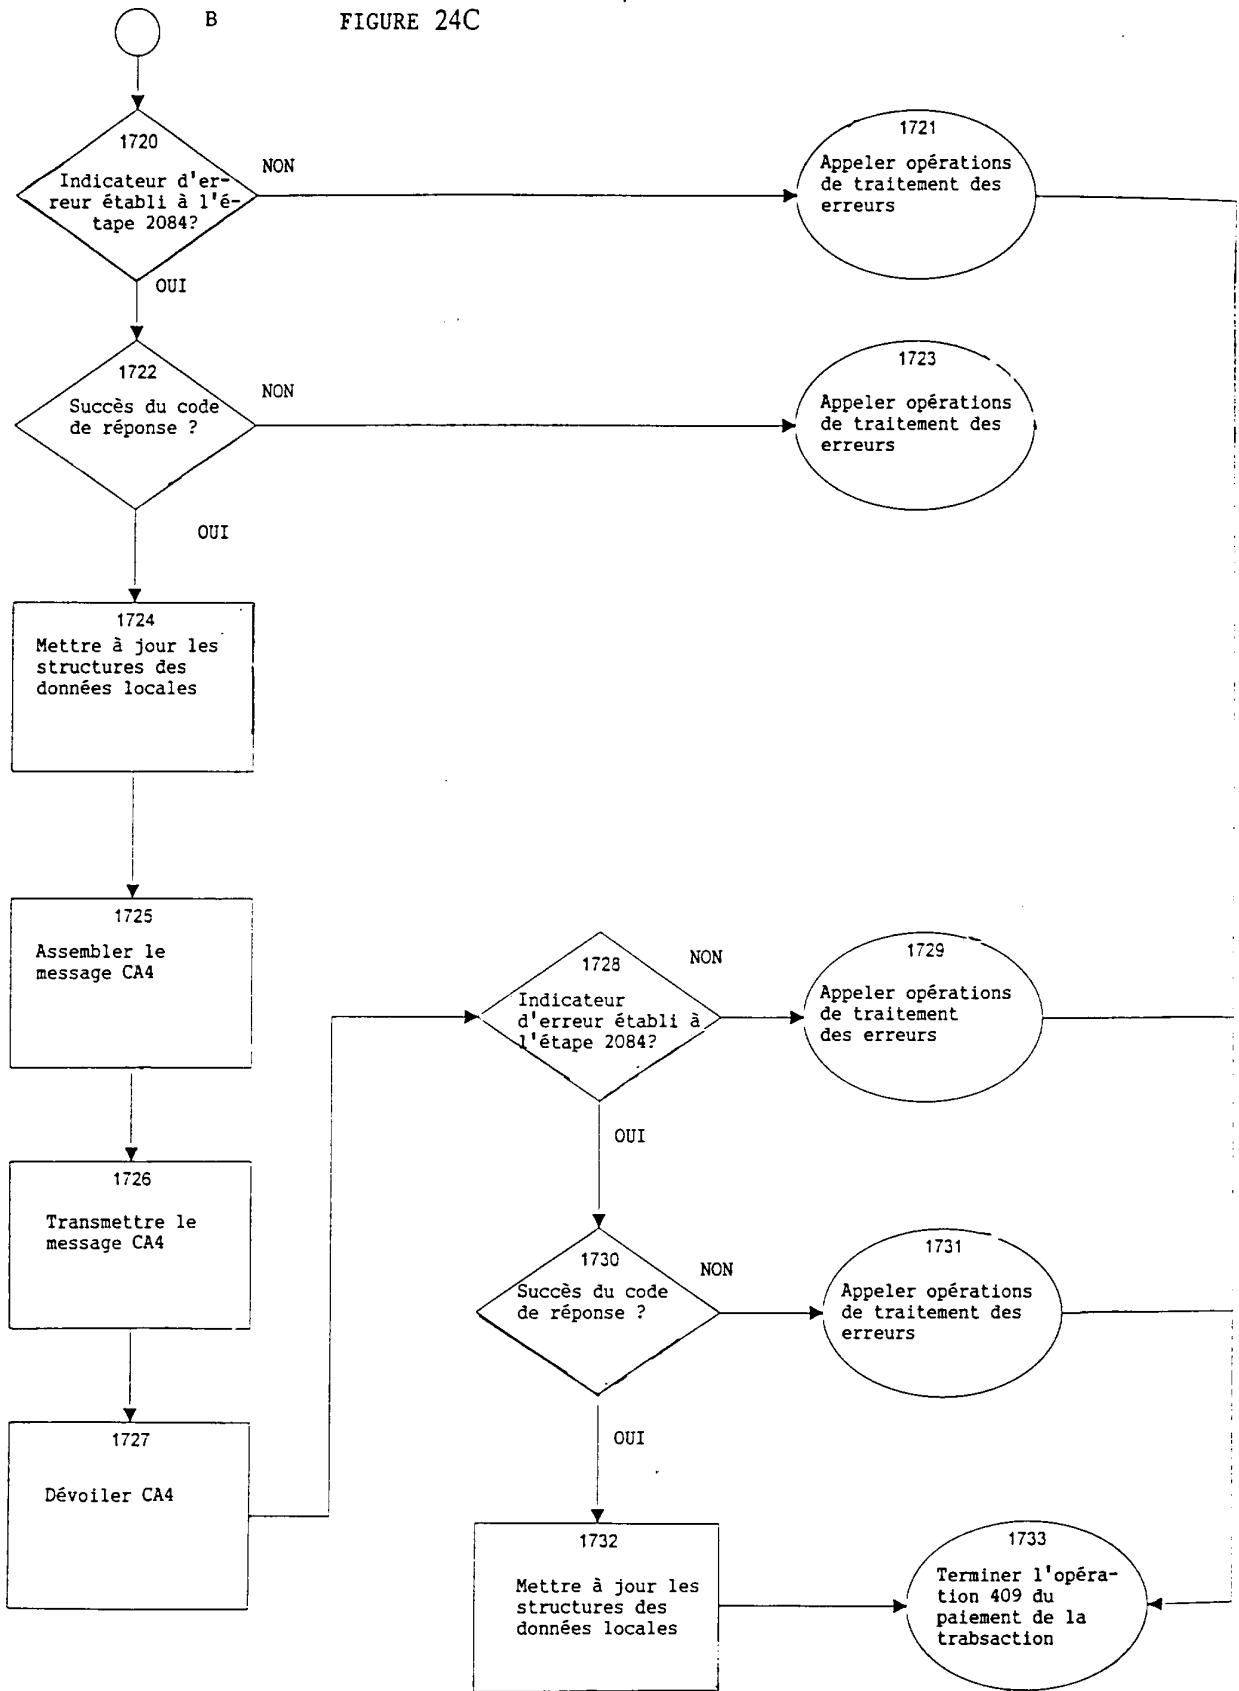 B
FIGURE 24C
1720
Indicateur d'er-
reur établi à l'é-
tape 2084?
NON
OUI
1721
Appeler opérations
de traitement des
erreurs
1722
Succès du code
de réponse ?
NON
OUI
1723
Appeler opérations
de traitement des
erreurs
1724
Mettre à jour les
structures des
données locales
1725
Assembler le
message CA4
1726
Transmettre le
message CA4
1727
Dévoiler CA4
1728
Indicateur
d'erreur établi à
l'étape 2084?
NON
OUI
1729
Appeler opérations
de traitement
des erreurs
1730
Succès du code
de réponse ?
NON
OUI
1731
Appeler opérations
de traitement des
erreurs
1732
Mettre à jour les
structures des
données locales
1733
Terminer l'opéra-
tion 409 du
paiement de la
trabsaction